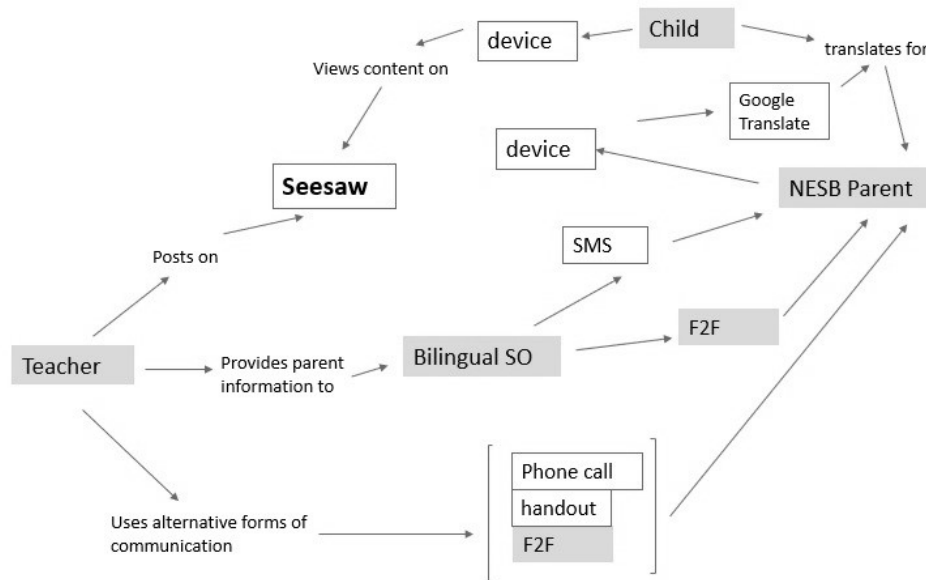 device
Child
Views content on
translates for
Google
Translate
device
Seesaw
NESB Parent
SMS
Posts on
F2F
Teacher
Provides parent
information to
Bilingual SO
Phone call
handout
F2F
Uses alternative forms of
communication